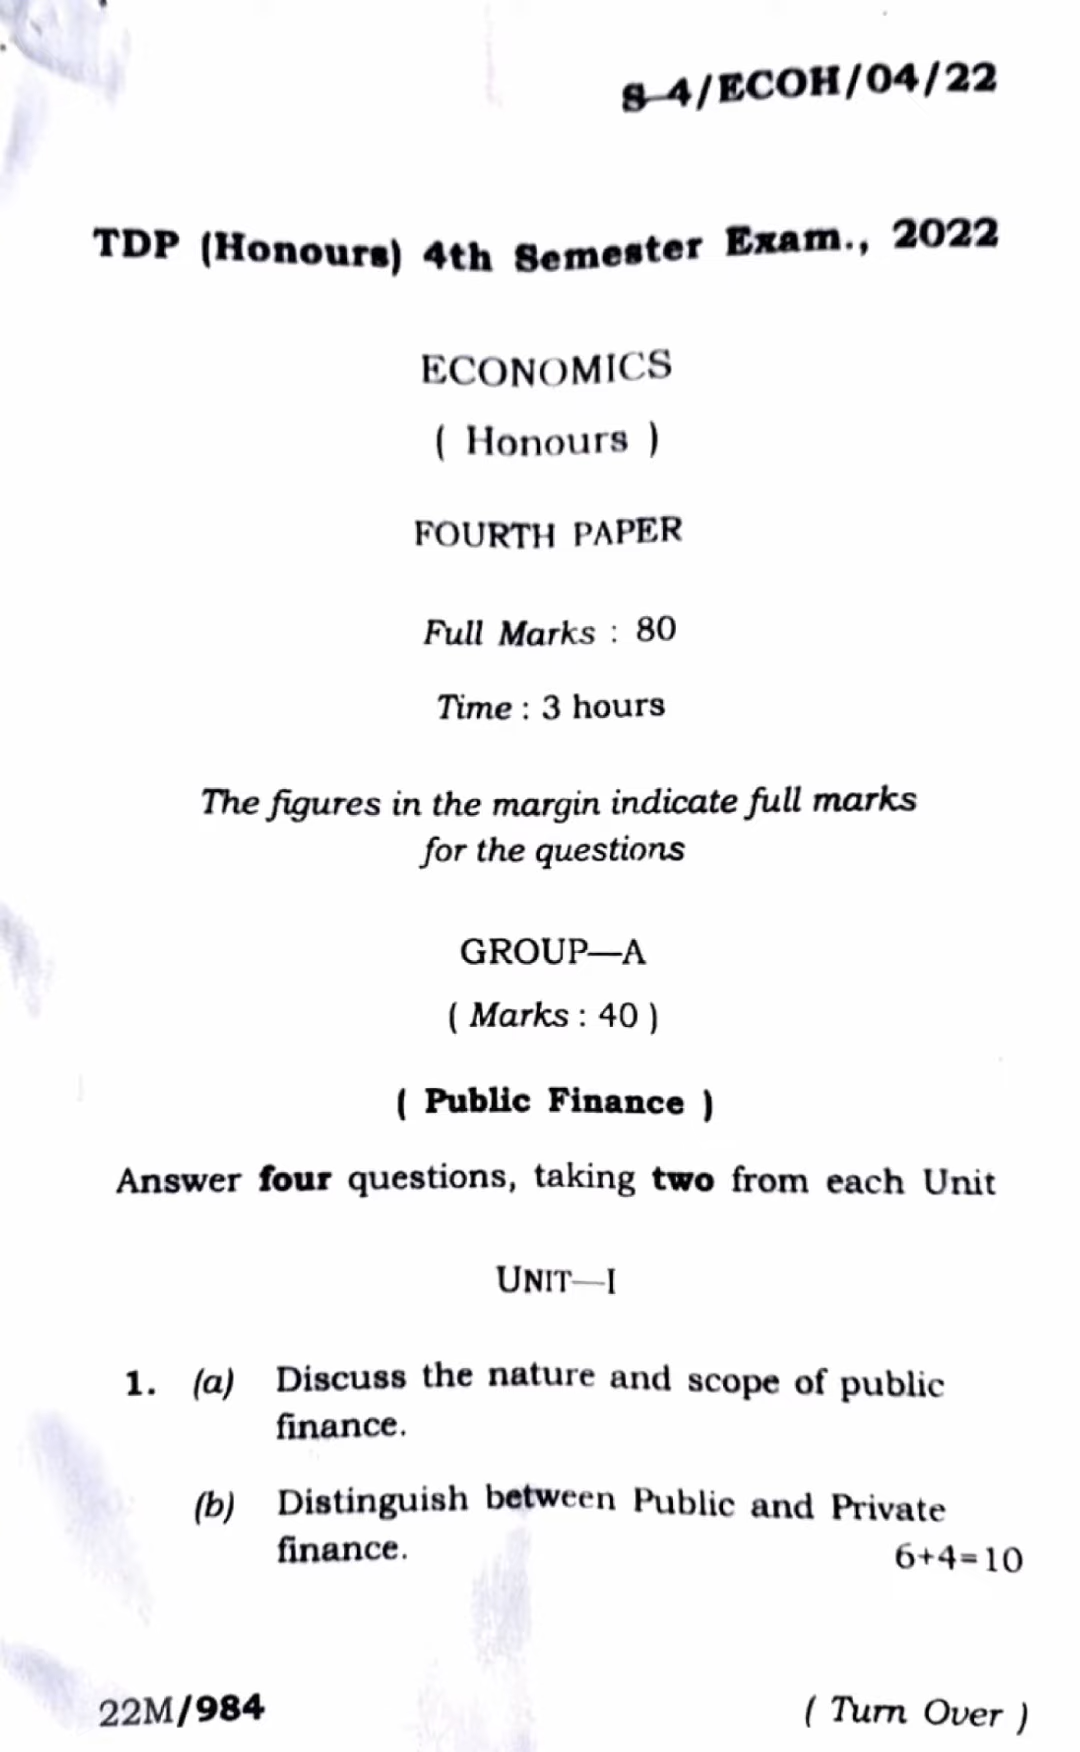 S-4/ECOH/04/22
TDP (Honours) 4th Semester Exam., 2022
ECONOMICS
( Honours )
FOURTH PAPER
Full Marks : 80
Time : 3 hours
The figures in the margin indicate full marks
for the questions
GROUP—A
( Marks : 40 )
( Public Finance )
Answer four questions, taking two from each Unit
UNIT—I
1. (a) Discuss the nature and scope of public
finance.
(b) Distinguish between Public and Private
finance. 6+4=10
22M/984 ( Turn Over )